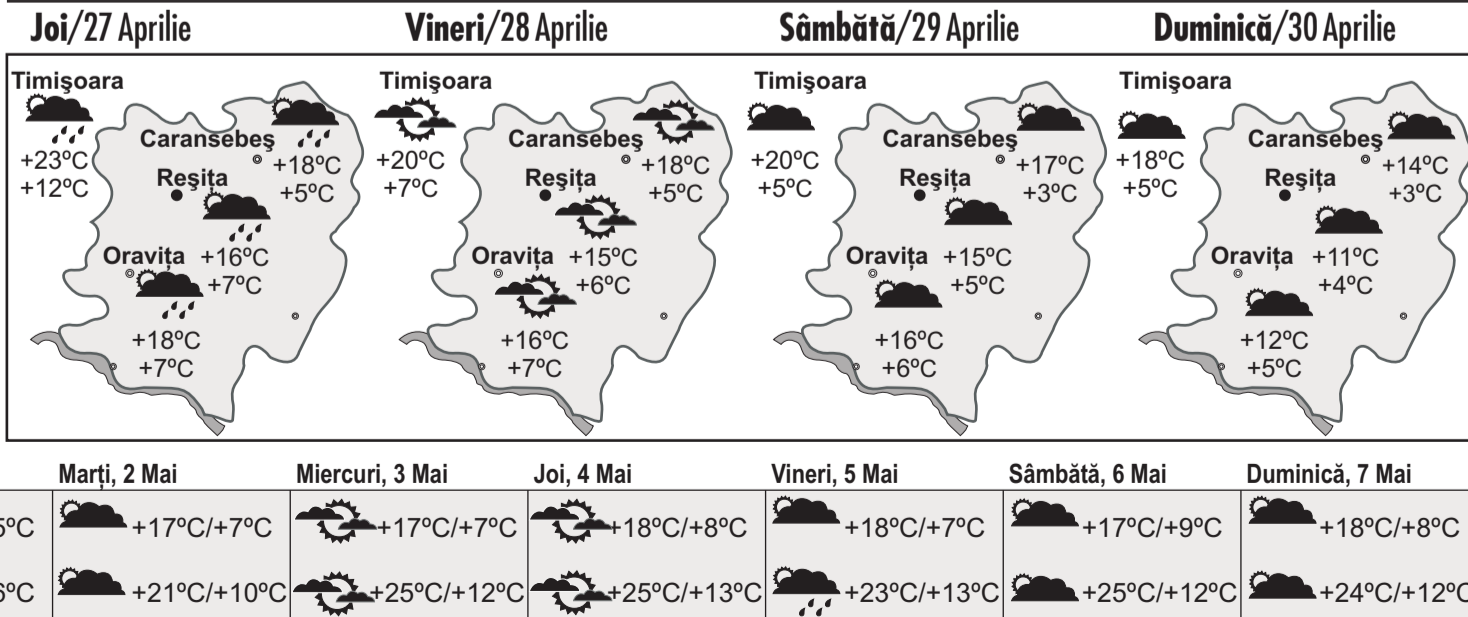 Joi/27 Aprilie Vineri/28 Aprilie Sâmbătă/29 Aprilie Duminică/30 Aprilie
Timişoara
+23ºC
+12ºC
Caransebeş
+18ºC
+5ºC
Reşiţa
+16ºC
+7ºC
Oraviţa
+18ºC
+7ºC
Timişoara
+20ºC
+7ºC
Caransebeş
+18ºC
+5ºC
Reşiţa
+15ºC
+6ºC
Oraviţa
+16ºC
+7ºC
Timişoara
+20ºC
+5ºC
Caransebeş
+17ºC
+3ºC
Reşiţa
+15ºC
+5ºC
Oraviţa
+16ºC
+6ºC
Timişoara
+18ºC
+5ºC
Caransebeş
+14ºC
+3ºC
Reşiţa
+11ºC
+4ºC
Oraviţa
+12ºC
+5ºC
Marți, 2 Mai Miercuri, 3 Mai Joi, 4 Mai Vineri, 5 Mai Sâmbătă, 6 Mai Duminică, 7 Mai
5ºC +17ºC/+7ºC +17ºC/+7ºC +18ºC/+8ºC +18ºC/+7ºC +17ºC/+9ºC +18ºC/+8ºC
6ºC +21ºC/+10ºC +25ºC/+12ºC +25ºC/+13ºC +23ºC/+13ºC +25ºC/+12ºC +24ºC/+12ºC